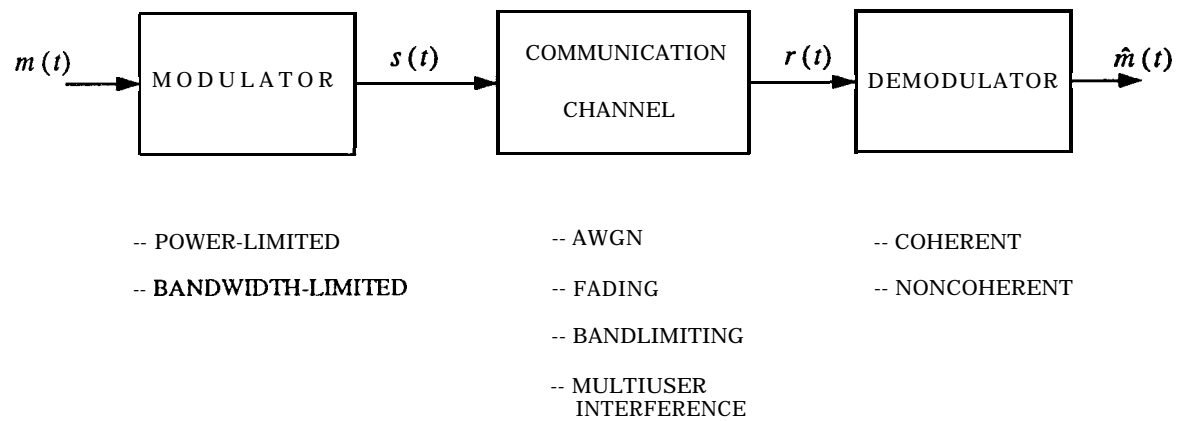 m (t)
MODULATOR
s (t)
COMMUNICATION
CHANNEL
r (t)
DEMODULATOR
m̂ (t)
-- POWER-LIMITED
-- BANDWIDTH-LIMITED
-- AWGN
-- FADING
-- BANDLIMITING
-- MULTIUSER
INTERFERENCE
-- COHERENT
-- NONCOHERENT